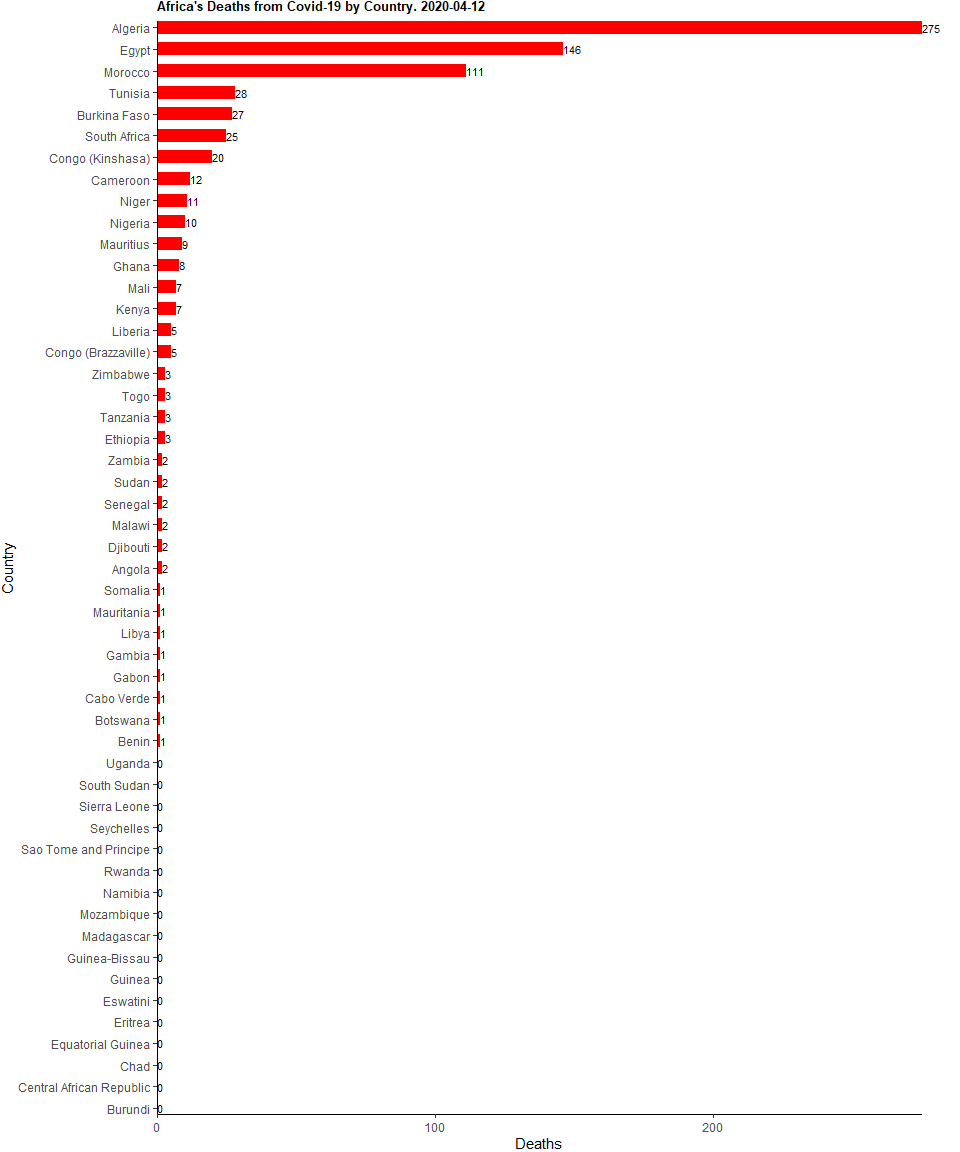 Africa's Deaths from Covid-19 by Country. 2020-04-12
Algeria 275
Egypt 146
Morocco 111
Tunisia 28
Burkina Faso 27
South Africa 25
Congo (Kinshasa) 20
Cameroon 12
Niger 11
Nigeria 10
Mauritius 9
Ghana 8
Mali 7
Kenya 7
Liberia 5
Congo (Brazzaville) 5
Zimbabwe 3
Togo 3
Tanzania 3
Ethiopia 3
Zambia 2
Sudan 2
Senegal 2
Malawi 2
Djibouti 2
Angola 2
Somalia 1
Mauritania 1
Libya 1
Gambia 1
Gabon 1
Cabo Verde 1
Botswana 1
Benin 1
Uganda 0
South Sudan 0
Sierra Leone 0
Seychelles 0
Sao Tome and Principe 0
Rwanda 0
Namibia 0
Mozambique 0
Madagascar 0
Guinea-Bissau 0
Guinea 0
Eswatini 0
Eritrea 0
Equatorial Guinea 0
Chad 0
Central African Republic 0
Burundi 0
0 100 200
Deaths
Country